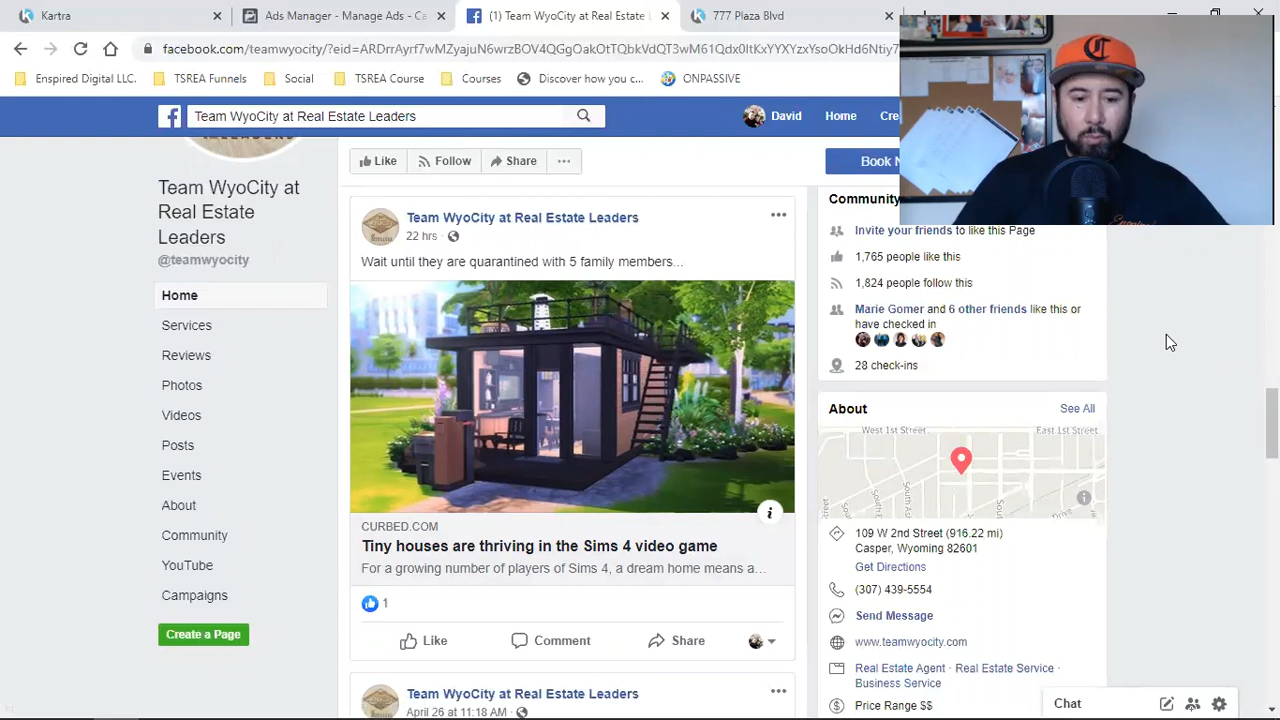 Kartra
Ads Manager - Manage Ads - Ca
(1) Team WyoCity at Real Estate
777 Plaza Blvd
facebook.com/teamwyocity/
Enspired Digital LLC.
TSREA Funnels
Social
TSREA Course
Courses
Discover how you c...
ONPASSIVE
Team WyoCity at Real Estate Leaders
David
Home
Cre
Team WyoCity at
Real Estate
Leaders
@teamwyocity
Home
Services
Reviews
Photos
Videos
Posts
Events
About
Community
YouTube
Campaigns
Create a Page
Like
Follow
Share
Book N
Team WyoCity at Real Estate Leaders
22 hrs
Wait until they are quarantined with 5 family members...
CURBED.COM
Tiny houses are thriving in the Sims 4 video game
For a growing number of players of Sims 4, a dream home means a...
1
Like
Comment
Share
Team WyoCity at Real Estate Leaders
April 26 at 11:18 AM
Community
Invite your friends to like this Page
1,765 people like this
1,824 people follow this
Marie Gomer and 6 other friends like this or
have checked in
28 check-ins
About
See All
West 1st Street
East 1st Street
109 W 2nd Street (916.22 mi)
Casper, Wyoming 82601
Get Directions
(307) 439-5554
Send Message
www.teamwyocity.com
Real Estate Agent · Real Estate Service ·
Business Service
Price Range $$
Chat